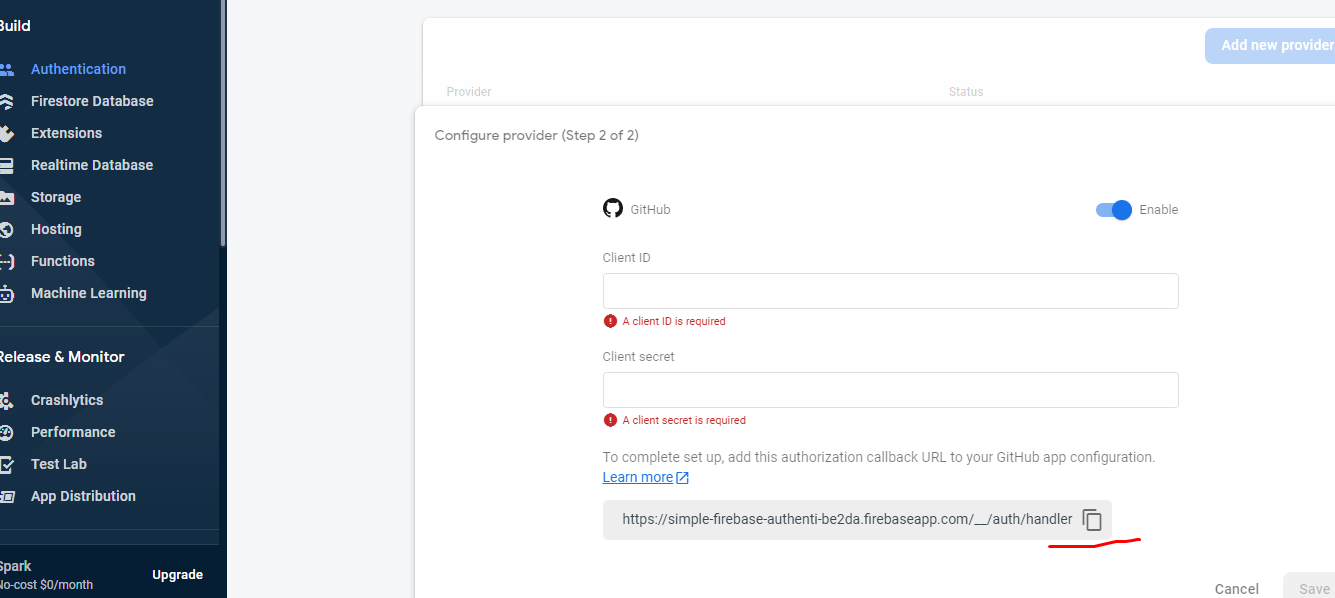 Build
Authentication
Firestore Database
Extensions
Realtime Database
Storage
Hosting
Functions
Machine Learning
Release & Monitor
Crashlytics
Performance
Test Lab
App Distribution
Spark
No-cost $0/month
Upgrade
Add new provider
Provider
Status
Configure provider (Step 2 of 2)
GitHub
Enable
Client ID
A client ID is required
Client secret
A client secret is required
To complete set up, add this authorization callback URL to your GitHub app configuration.
Learn more
https://simple-firebase-authenti-be2da.firebaseapp.com/__/auth/handler
Cancel
Save